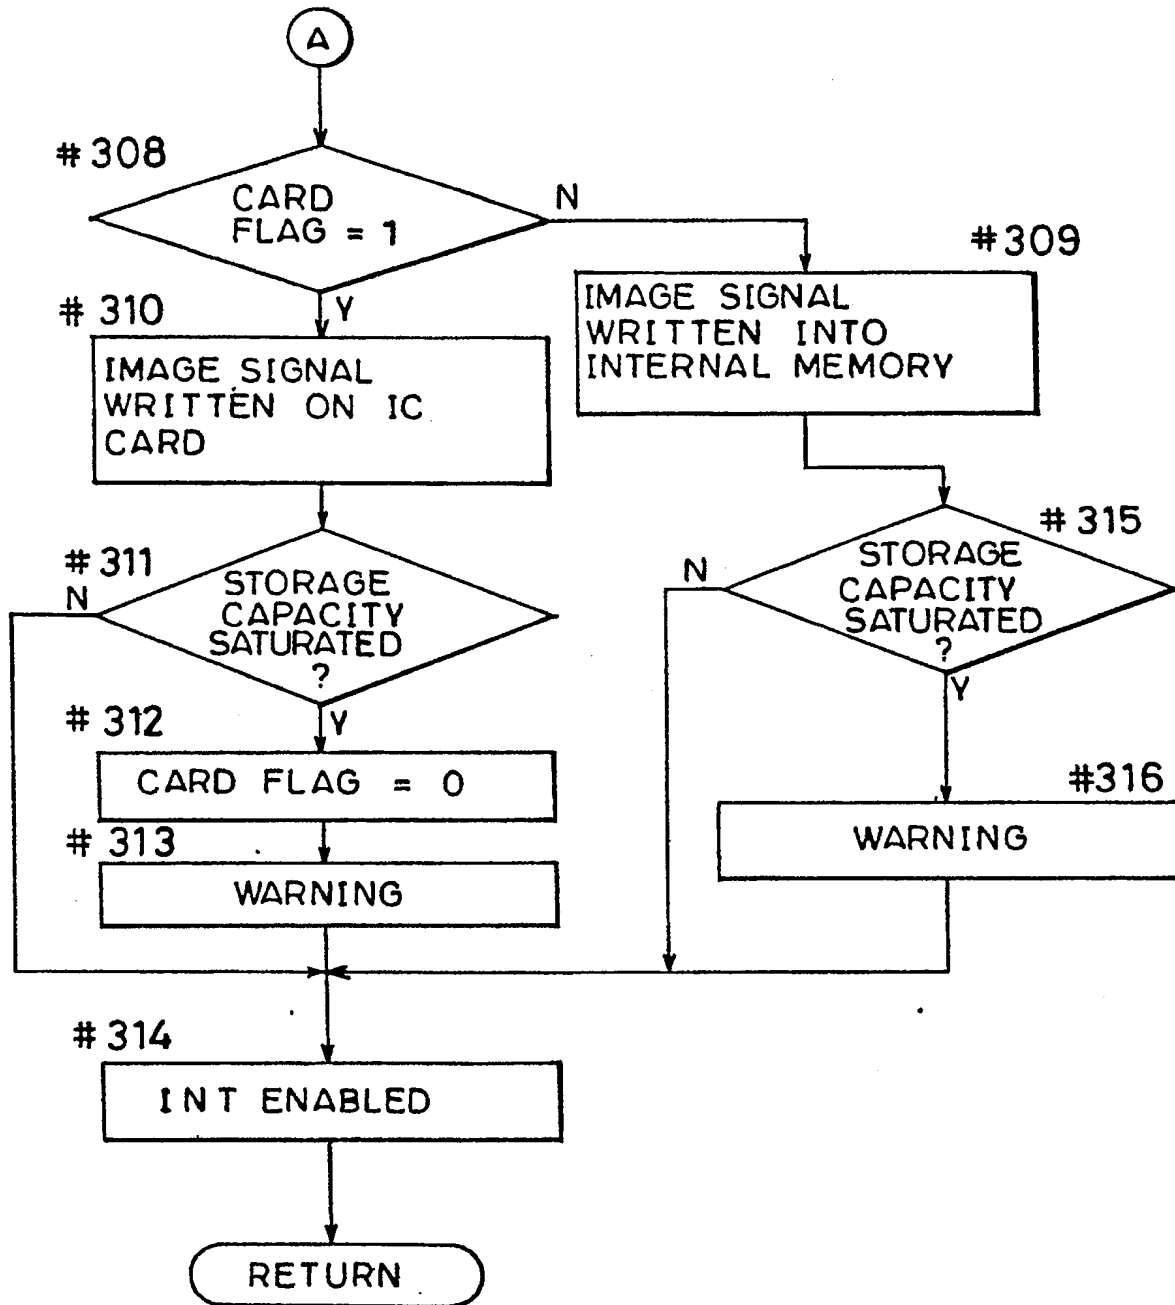 A
#308
CARD
FLAG = 1
N
Y
#309
IMAGE SIGNAL
WRITTEN INTO
INTERNAL MEMORY
#310
IMAGE SIGNAL
WRITTEN ON IC
CARD
#311
N
STORAGE
CAPACITY
SATURATED
?
Y
#315
N
STORAGE
CAPACITY
SATURATED
?
Y
#312
CARD FLAG = 0
#313
WARNING
#316
WARNING
#314
INT ENABLED
RETURN